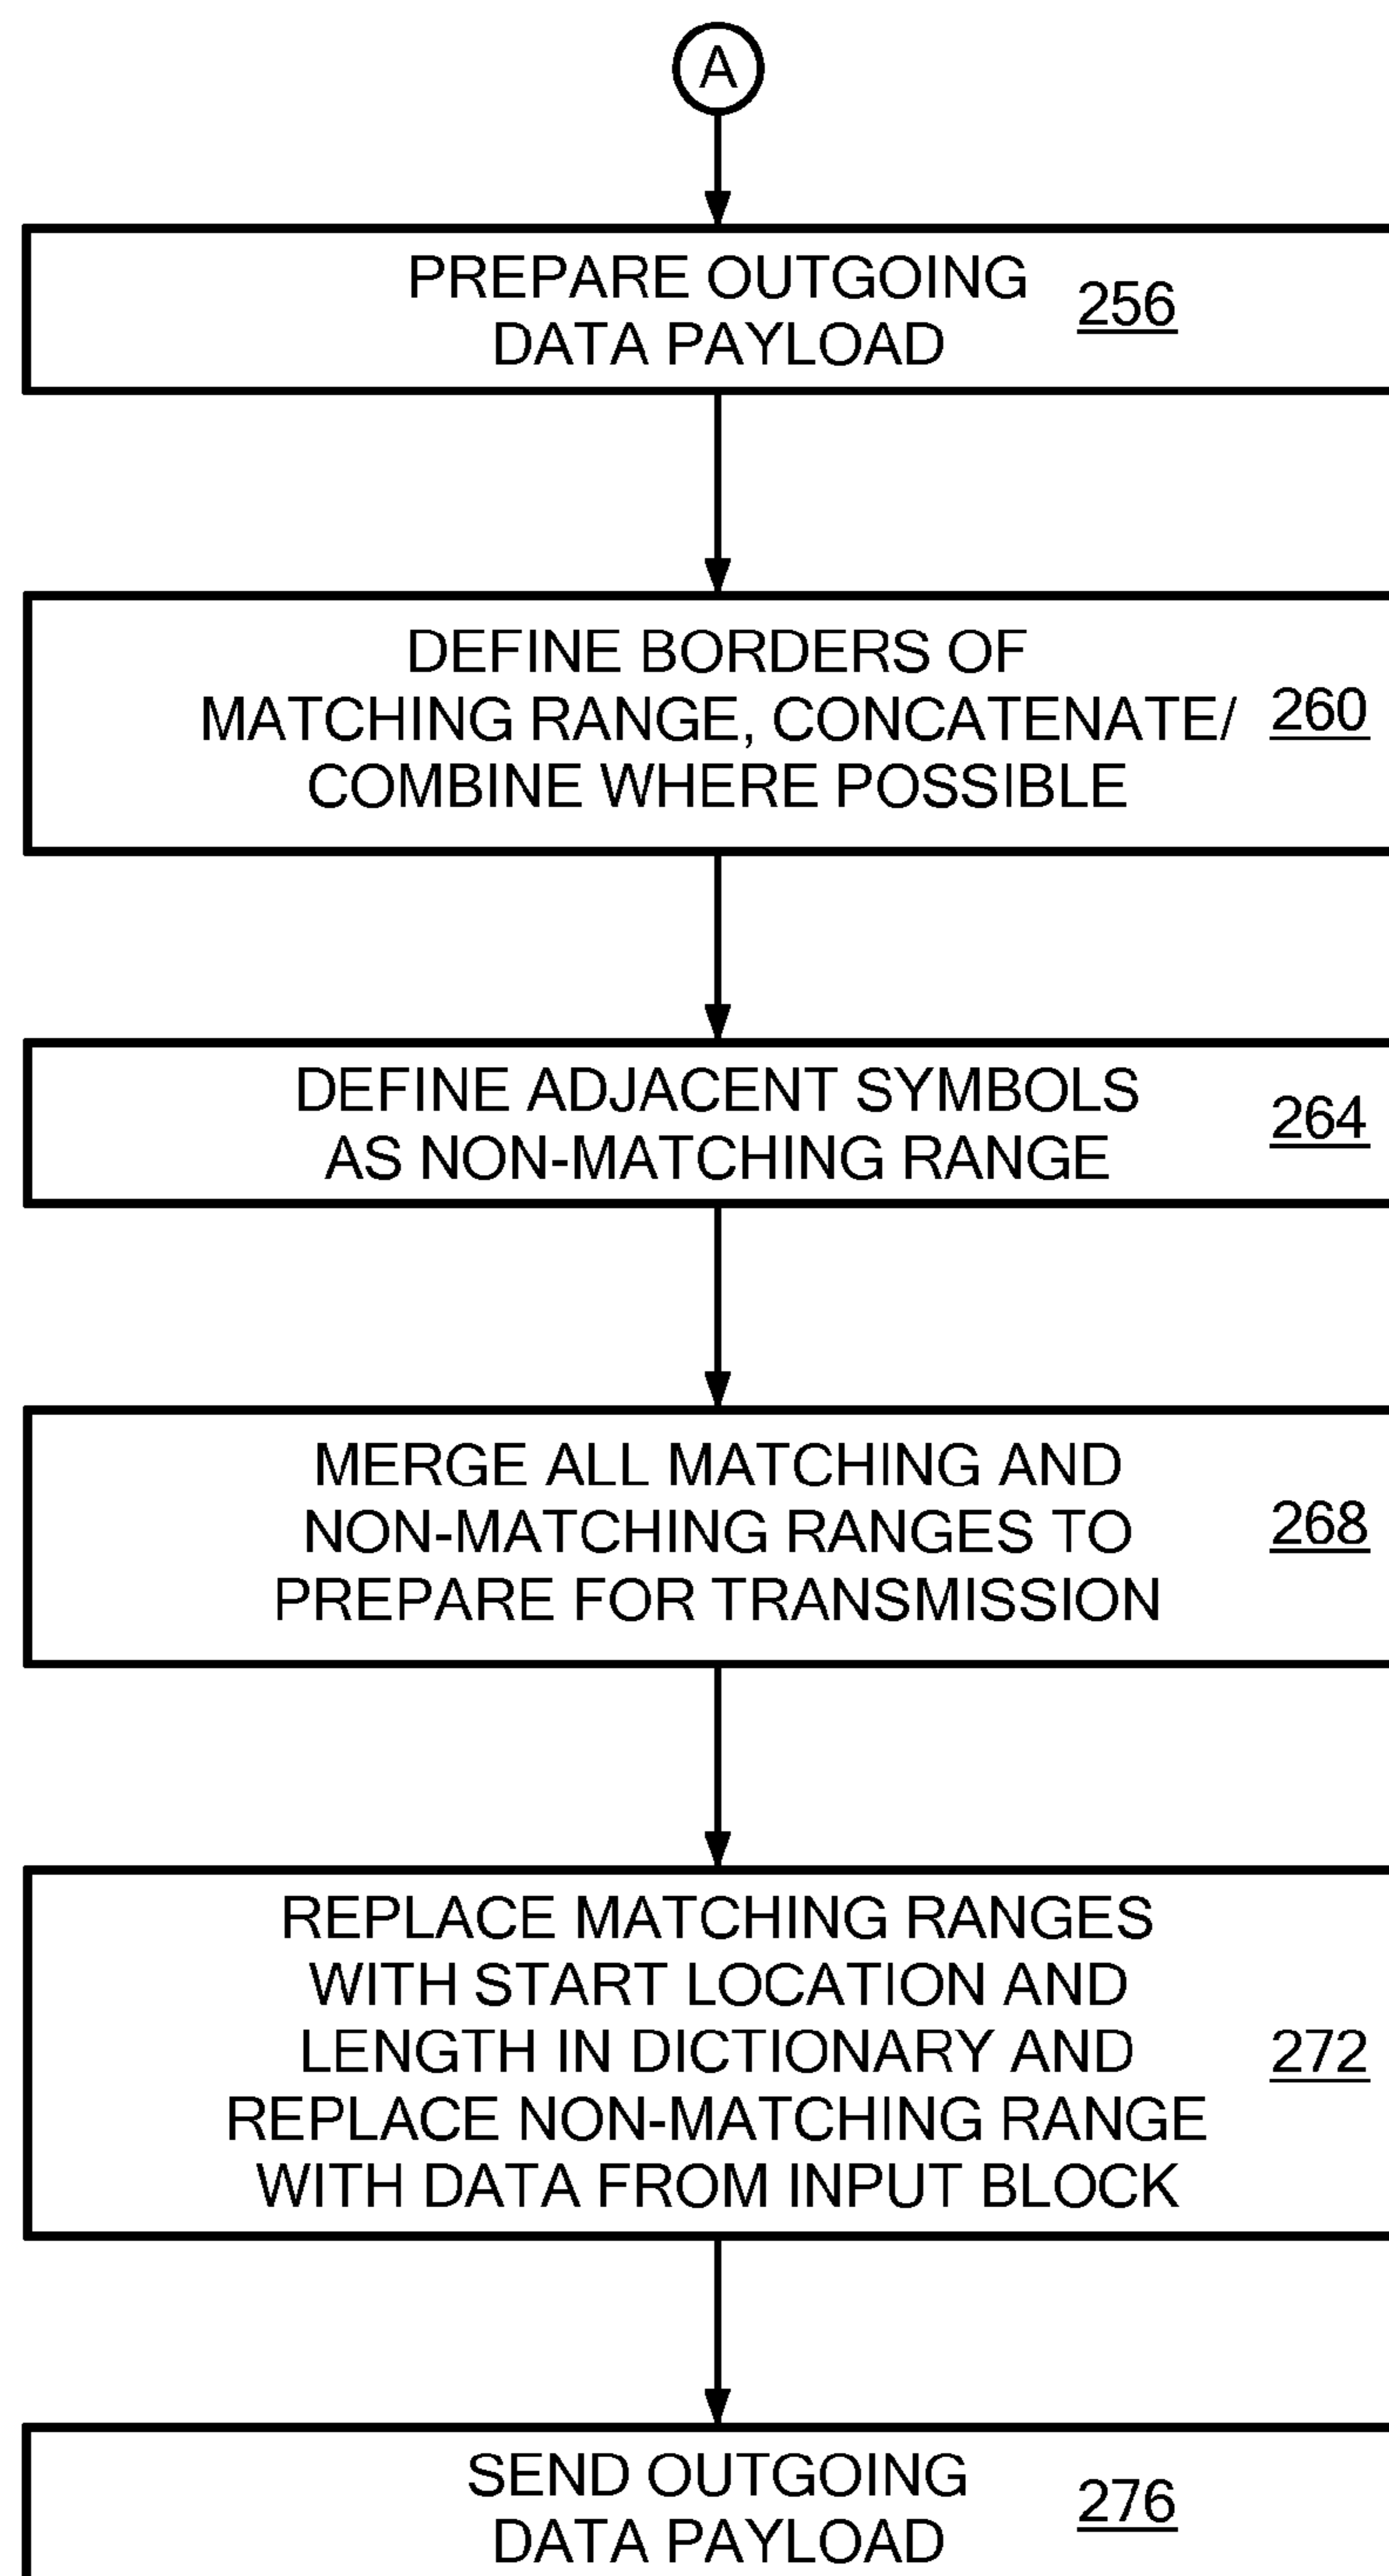 A
PREPARE OUTGOING
DATA PAYLOAD
256
DEFINE BORDERS OF
MATCHING RANGE, CONCATENATE/
COMBINE WHERE POSSIBLE
260
DEFINE ADJACENT SYMBOLS
AS NON-MATCHING RANGE
264
MERGE ALL MATCHING AND
NON-MATCHING RANGES TO
PREPARE FOR TRANSMISSION
268
REPLACE MATCHING RANGES
WITH START LOCATION AND
LENGTH IN DICTIONARY AND
REPLACE NON-MATCHING RANGE
WITH DATA FROM INPUT BLOCK
272
SEND OUTGOING
DATA PAYLOAD
276